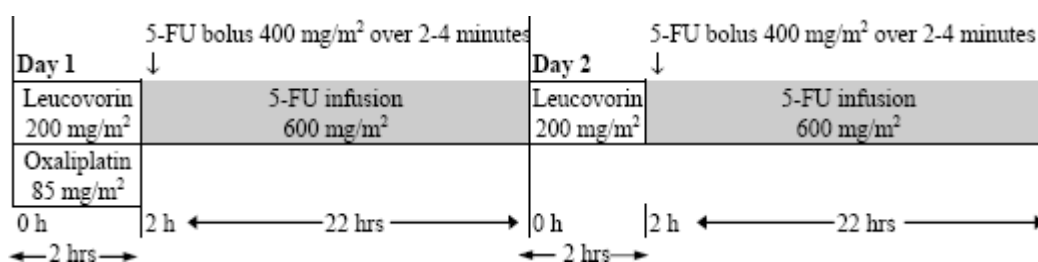 5-FU bolus 400 mg/m² over 2-4 minutes 5-FU bolus 400 mg/m² over 2-4 minutes
Day 1 ↓ Day 2 ↓
Leucovorin 5-FU infusion Leucovorin 5-FU infusion
200 mg/m² 600 mg/m² 200 mg/m² 600 mg/m²
Oxaliplatin
85 mg/m²
0 h 2 h 22 hrs 0 h 2 h 22 hrs
2 hrs 2 hrs